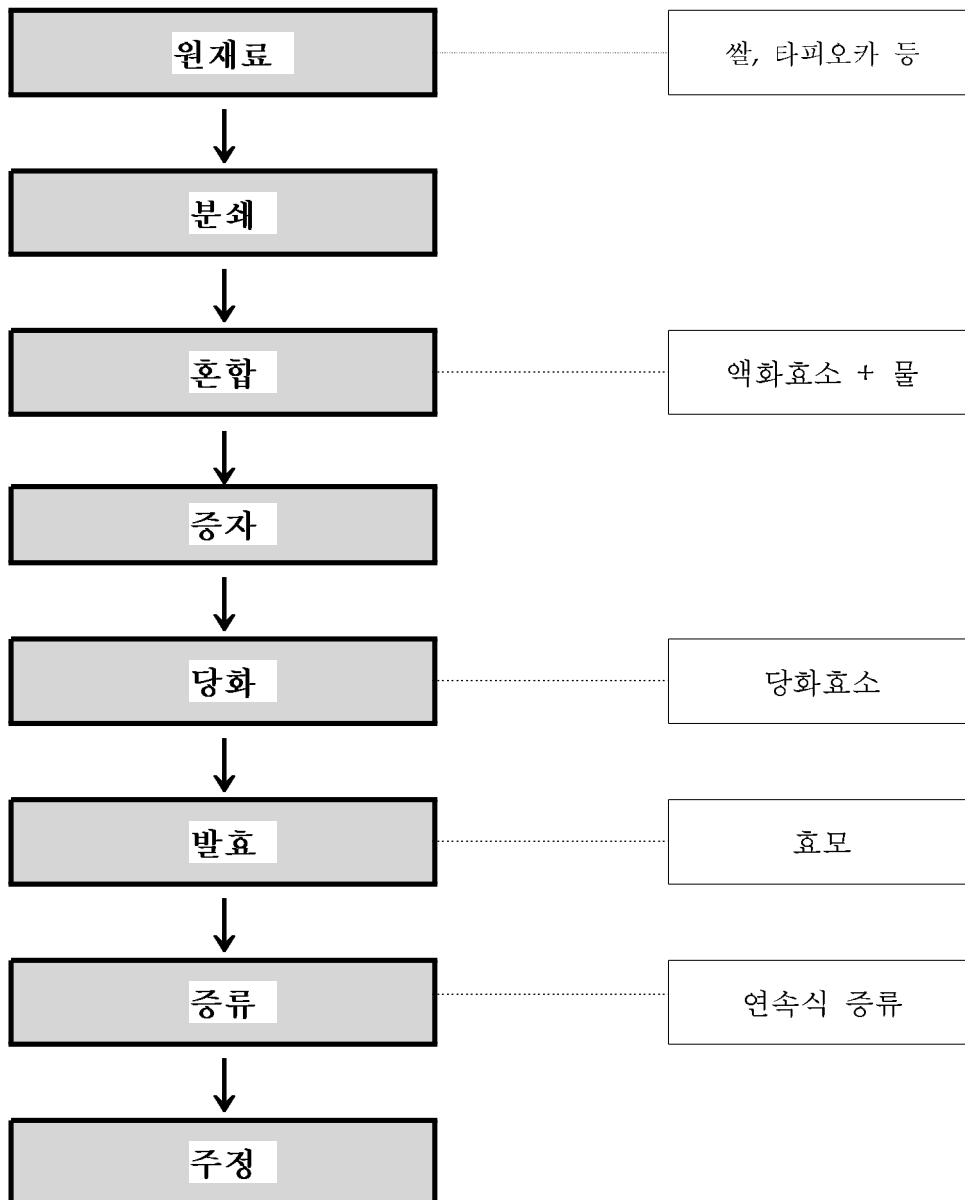 원재료
쌀, 타피오카 등
분쇄
혼합
액화효소 + 물
증자
당화
당화효소
발효
효모
증류
연속식 증류
주정